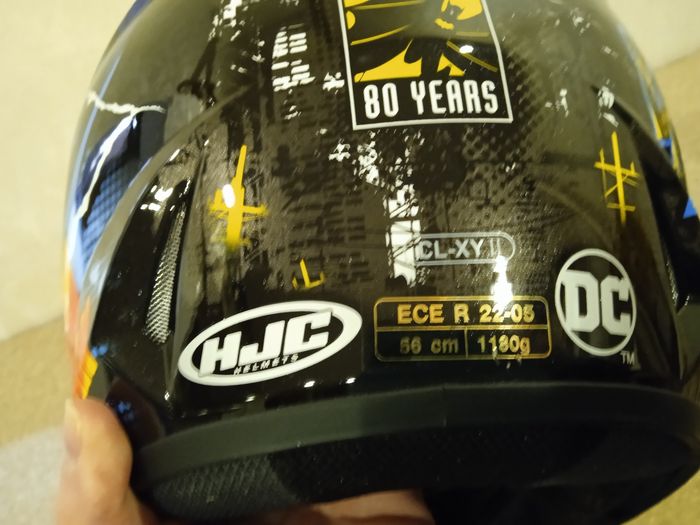 80 YEARS
CL-XY II
ECE R 22-05
56 cm 1180g
HJC
HELMETS
DC
TM